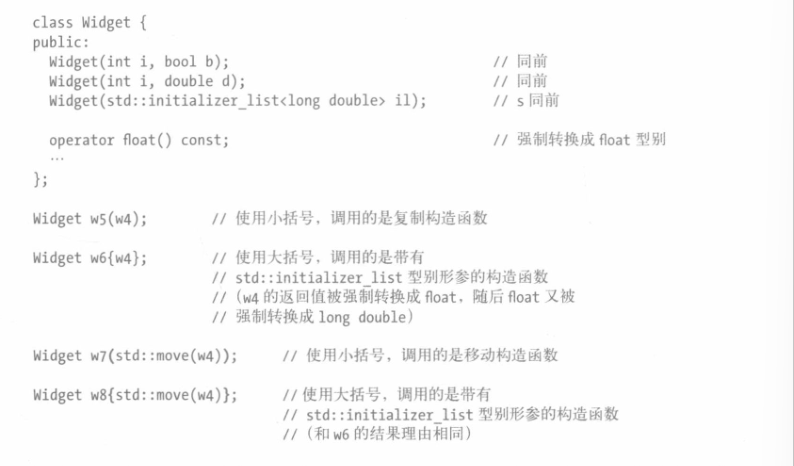 class Widget {
public:
  Widget(int i, bool b);                    // 同前
  Widget(int i, double d);                  // 同前
  Widget(std::initializer_list<long double> il);    // s 同前
  operator float() const;                   // 强制转换成 float 型别
  …
};
Widget w5(w4);        // 使用小括号，调用的是复制构造函数
Widget w6{w4};        // 使用大括号，调用的是带有
                      // std::initializer_list 型别形参的构造函数
                      // （w4 的返回值被强制转换成 float，随后 float 又被
                      // 强制转换成 long double）
Widget w7(std::move(w4));     // 使用小括号，调用的是移动构造函数
Widget w8{std::move(w4)};     // 使用大括号，调用的是带有
                              // std::initializer_list 型别形参的构造函数
                              // （和 w6 的结果理由相同）